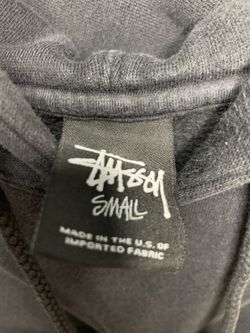 Stüssy
SMALL
MADE IN THE U.S. OF
IMPORTED FABRIC